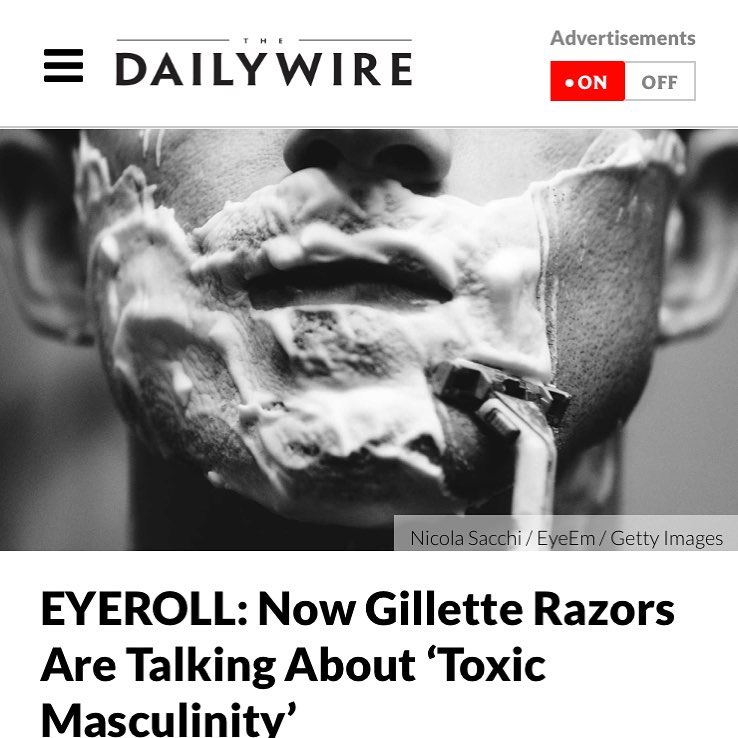 THE
DAILYWIRE
Advertisements
•ON OFF
Nicola Sacchi / EyeEm / Getty Images
EYEROLL: Now Gillette Razors
Are Talking About ‘Toxic
Masculinity’